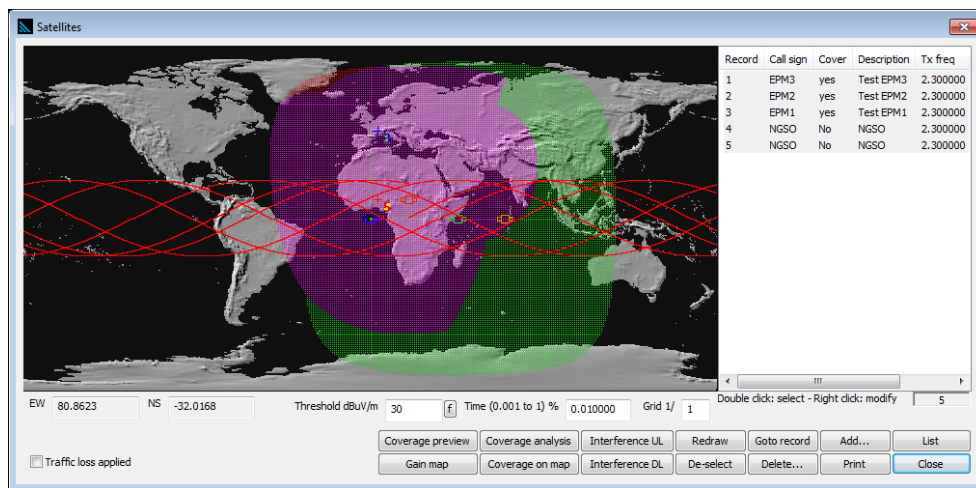 Satellites
Record Call sign Cover Description Tx freq
1 EPM3 yes Test EPM3 2.300000
2 EPM2 yes Test EPM2 2.300000
3 EPM1 yes Test EPM1 2.300000
4 NGSO No NGSO 2.300000
5 NGSO No NGSO 2.300000
EW 80.8623 NS -32.0168 Threshold dBuV/m 30 f Time (0.001 to 1) % 0.010000 Grid 1/ 1 Double click: select - Right click: modify 5
Coverage preview Coverage analysis Interference UL Redraw Goto record Add... List
Traffic loss applied Gain map Coverage on map Interference DL De-select Delete... Print Close